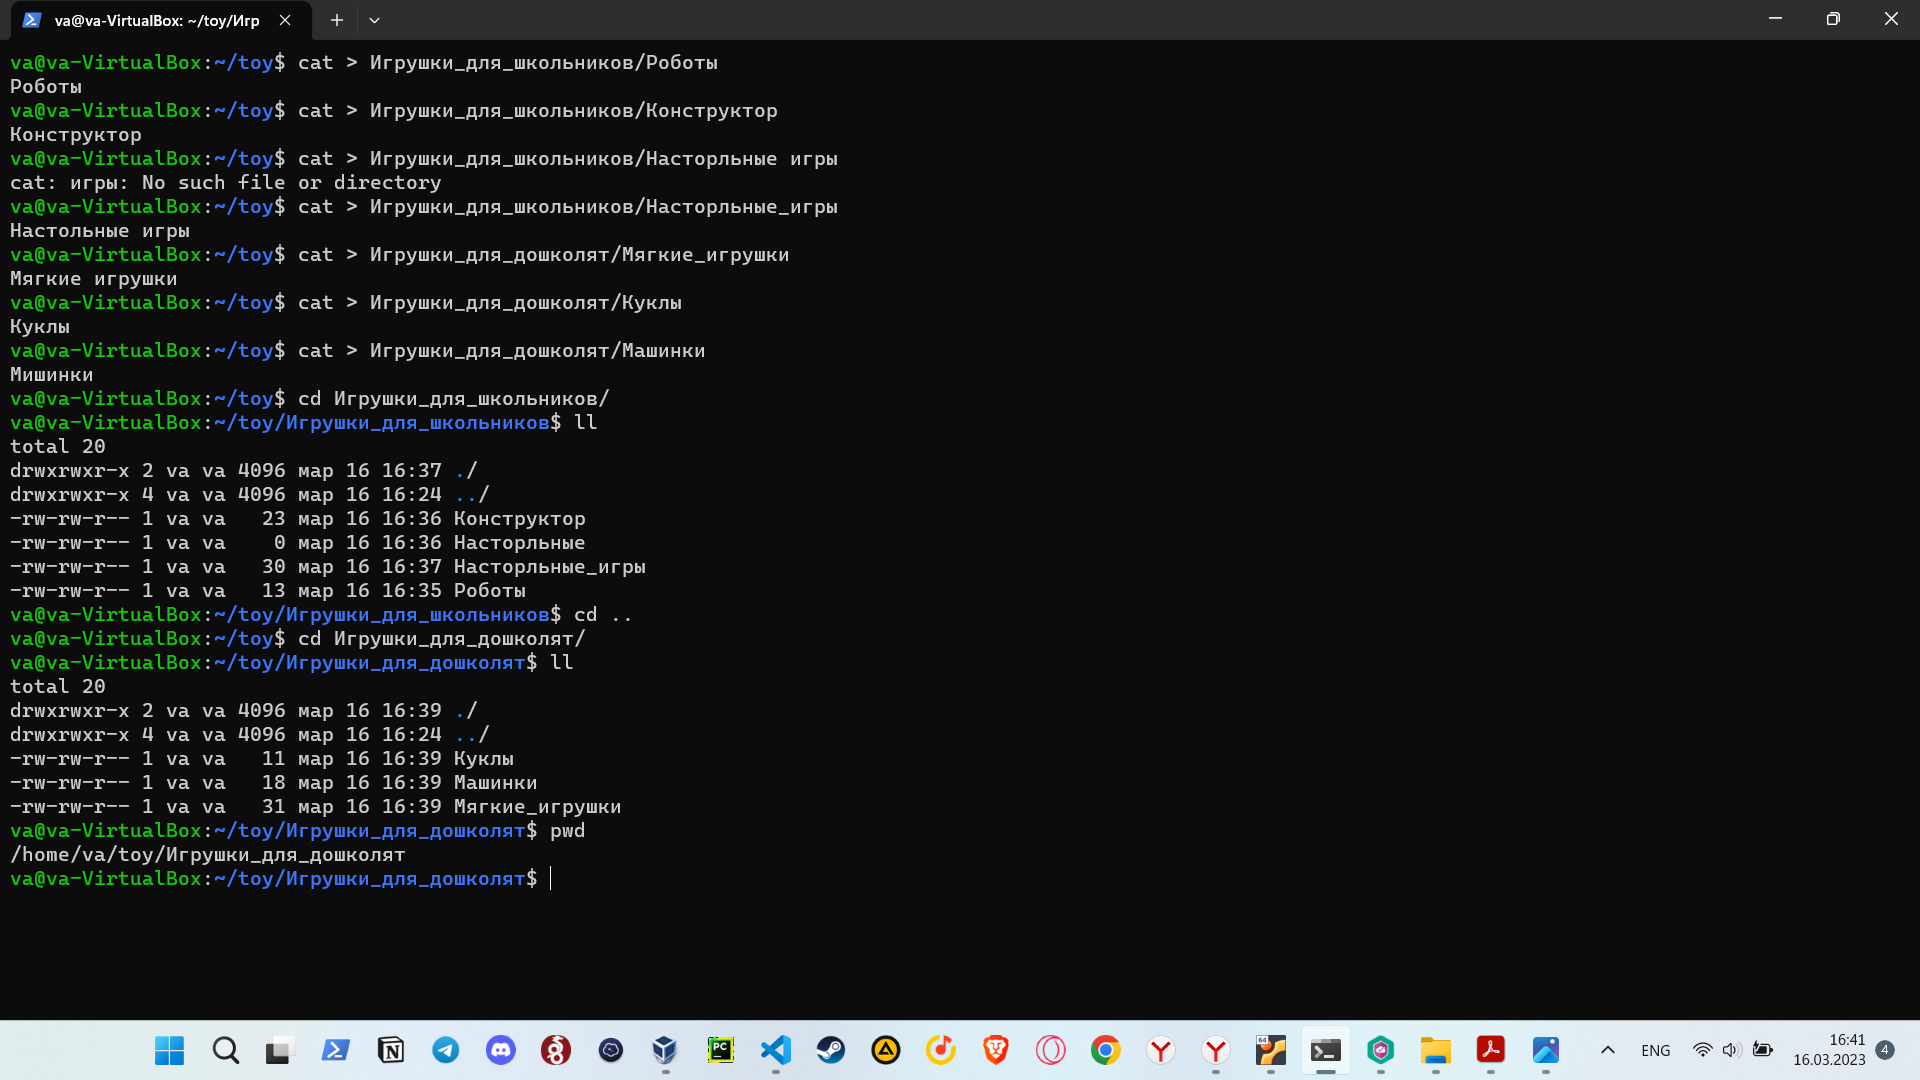 va@va-VirtualBox: ~/toy/Игр
va@va-VirtualBox:~/toy$ cat > Игрушки_для_школьников/Роботы
Роботы
va@va-VirtualBox:~/toy$ cat > Игрушки_для_школьников/Конструктор
Конструктор
va@va-VirtualBox:~/toy$ cat > Игрушки_для_школьников/Насторльные игры
cat: игры: No such file or directory
va@va-VirtualBox:~/toy$ cat > Игрушки_для_школьников/Насторльные_игры
Настольные игры
va@va-VirtualBox:~/toy$ cat > Игрушки_для_дошколят/Мягкие_игрушки
Мягкие игрушки
va@va-VirtualBox:~/toy$ cat > Игрушки_для_дошколят/Куклы
Куклы
va@va-VirtualBox:~/toy$ cat > Игрушки_для_дошколят/Машинки
Мишинки
va@va-VirtualBox:~/toy$ cd Игрушки_для_школьников/
va@va-VirtualBox:~/toy/Игрушки_для_школьников$ ll
total 20
drwxrwxr-x 2 va va 4096 мар 16 16:37 ./
drwxrwxr-x 4 va va 4096 мар 16 16:24 ../
-rw-rw-r-- 1 va va   23 мар 16 16:36 Конструктор
-rw-rw-r-- 1 va va    0 мар 16 16:36 Насторльные
-rw-rw-r-- 1 va va   30 мар 16 16:37 Насторльные_игры
-rw-rw-r-- 1 va va   13 мар 16 16:35 Роботы
va@va-VirtualBox:~/toy/Игрушки_для_школьников$ cd ..
va@va-VirtualBox:~/toy$ cd Игрушки_для_дошколят/
va@va-VirtualBox:~/toy/Игрушки_для_дошколят$ ll
total 20
drwxrwxr-x 2 va va 4096 мар 16 16:39 ./
drwxrwxr-x 4 va va 4096 мар 16 16:24 ../
-rw-rw-r-- 1 va va   11 мар 16 16:39 Куклы
-rw-rw-r-- 1 va va   18 мар 16 16:39 Машинки
-rw-rw-r-- 1 va va   31 мар 16 16:39 Мягкие_игрушки
va@va-VirtualBox:~/toy/Игрушки_для_дошколят$ pwd
/home/va/toy/Игрушки_для_дошколят
va@va-VirtualBox:~/toy/Игрушки_для_дошколят$
PC
64
ENG
16:41
16.03.2023
4